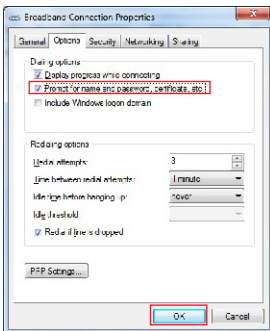 Broadband Connection Properties
General Options Security Networking Sharing
Dialing options
Display progress while connecting
Prompt for name and password, certificate, etc.
Include Windows logon domain
Redialing options
Redial attempts: 3
Time between redial attempts: 1 minute
Idle time before hanging up: never
Idle threshold
Redial if line is dropped
PPP Settings...
OK Cancel